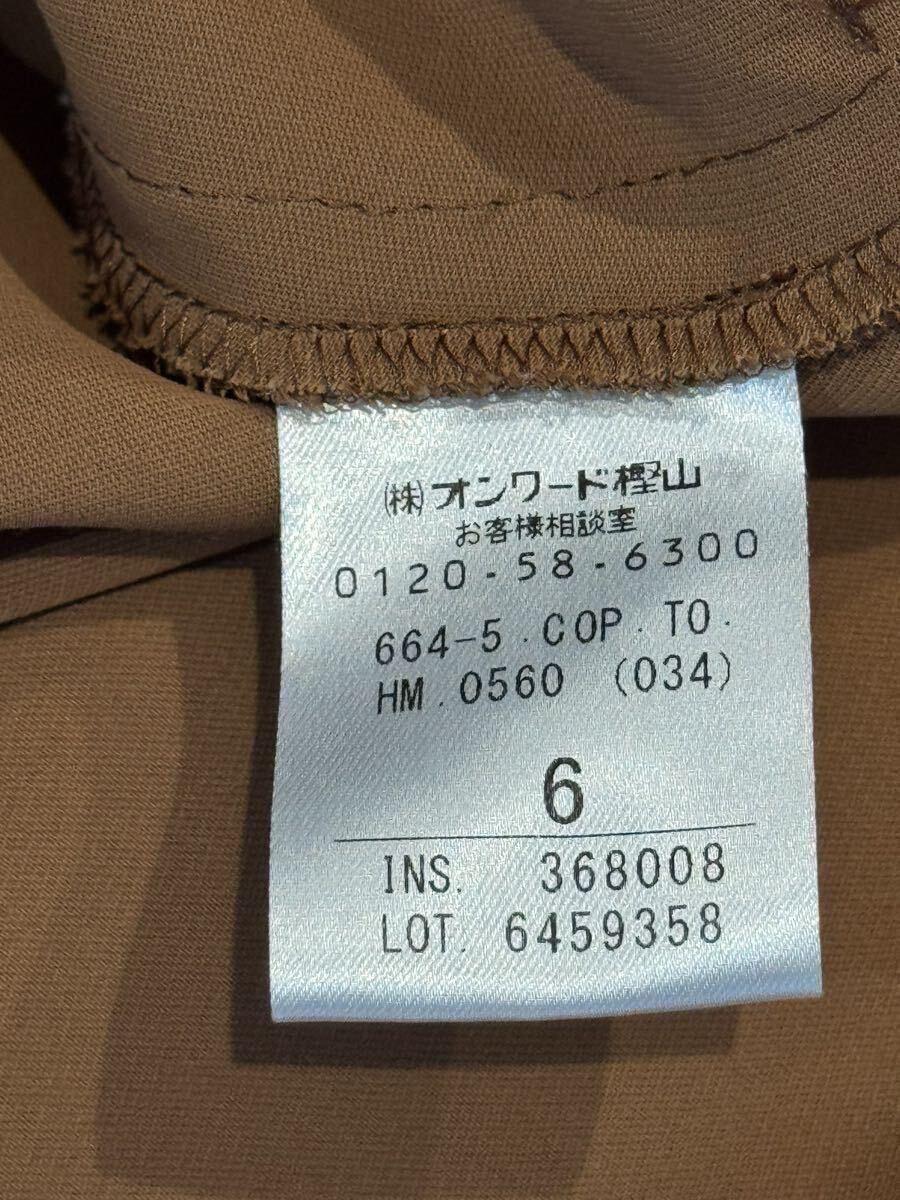 ㈱オンワード樫山
お客様相談室
0120-58-6300
664-5.COP.TO.
HM.0560 (034)
6
INS. 368008
LOT. 6459358